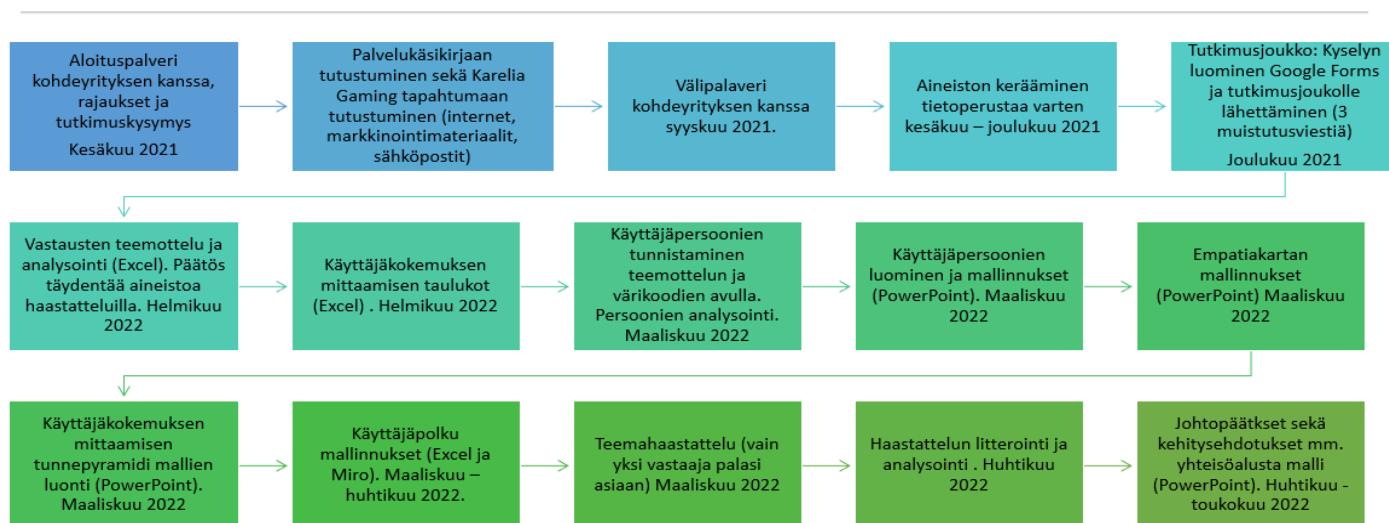 Aloituspalveri
kohdeyrityksen kanssa,
rajaukset ja
tutkimuskysymys
Kesäkuu 2021
Palvelukäsikirjaan
tutustuminen sekä Karelia
Gaming tapahtumaan
tutustuminen (internet,
markkinointimateriaalit,
sähköpostit)
Välipalaveri
kohdeyrityksen kanssa
syyskuu 2021.
Aineiston kerääminen
tietoperustaa varten
kesäkuu – joulukuu 2021
Tutkimusjoukko: Kyselyn
luominen Google Forms
ja tutkimusjoukolle
lähettäminen (3
muistutusviestiä)
Joulukuu 2021
Vastausten teemottelu ja
analysointi (Excel). Päätös
täydentää aineistoa
haastatteluilla. Helmikuu
2022
Käyttäjäkokemuksen
mittaamisen taulukot
(Excel) . Helmikuu 2022
Käyttäjäpersoonien
tunnistaminen
teemottelun ja
värikoodien avulla.
Persoonien analysointi.
Maaliskuu 2022
Käyttäjäpersoonien
luominen ja mallinnukset
(PowerPoint). Maaliskuu
2022
Empatiakartan
mallinnukset
(PowerPoint) Maaliskuu
2022
Käyttäjäkokemuksen
mittaamisen
tunnepyramidi mallien
luonti (PowerPoint).
Maaliskuu 2022
Käyttäjäpolku
mallinnukset (Excel ja
Miro). Maaliskuu –
huhtikuu 2022.
Teemahaastattelu (vain
yksi vastaaja palasi
asiaan) Maaliskuu 2022
Haastattelun litterointi ja
analysointi . Huhtikuu
2022
Johtopäätkset sekä
kehitysehdotukset mm.
yhteisöalusta malli
(PowerPoint). Huhtikuu -
toukokuu 2022